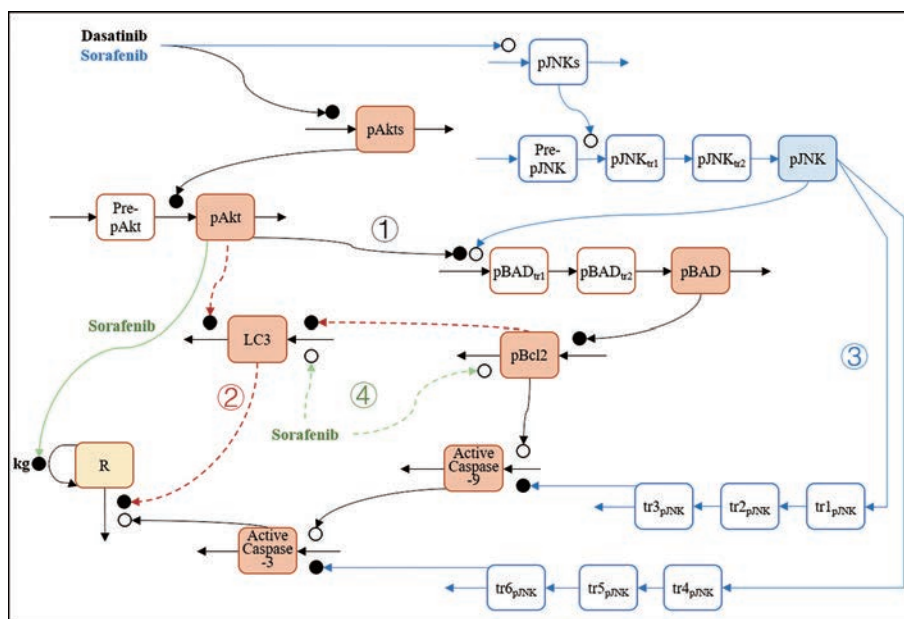 Dasatinib
Sorafenib
pJNKs
pAkts
Pre-
pJNK
pJNKtr1
pJNKtr2
pJNK
Pre-
pAkt
pAkt
①
pBADtr1
pBADtr2
pBAD
Sorafenib
LC3
pBcl2
②
④
③
Sorafenib
kg
R
Active
Caspase
-9
tr3pJNK
tr2pJNK
tr1pJNK
Active
Caspase
-3
tr6pJNK
tr5pJNK
tr4pJNK